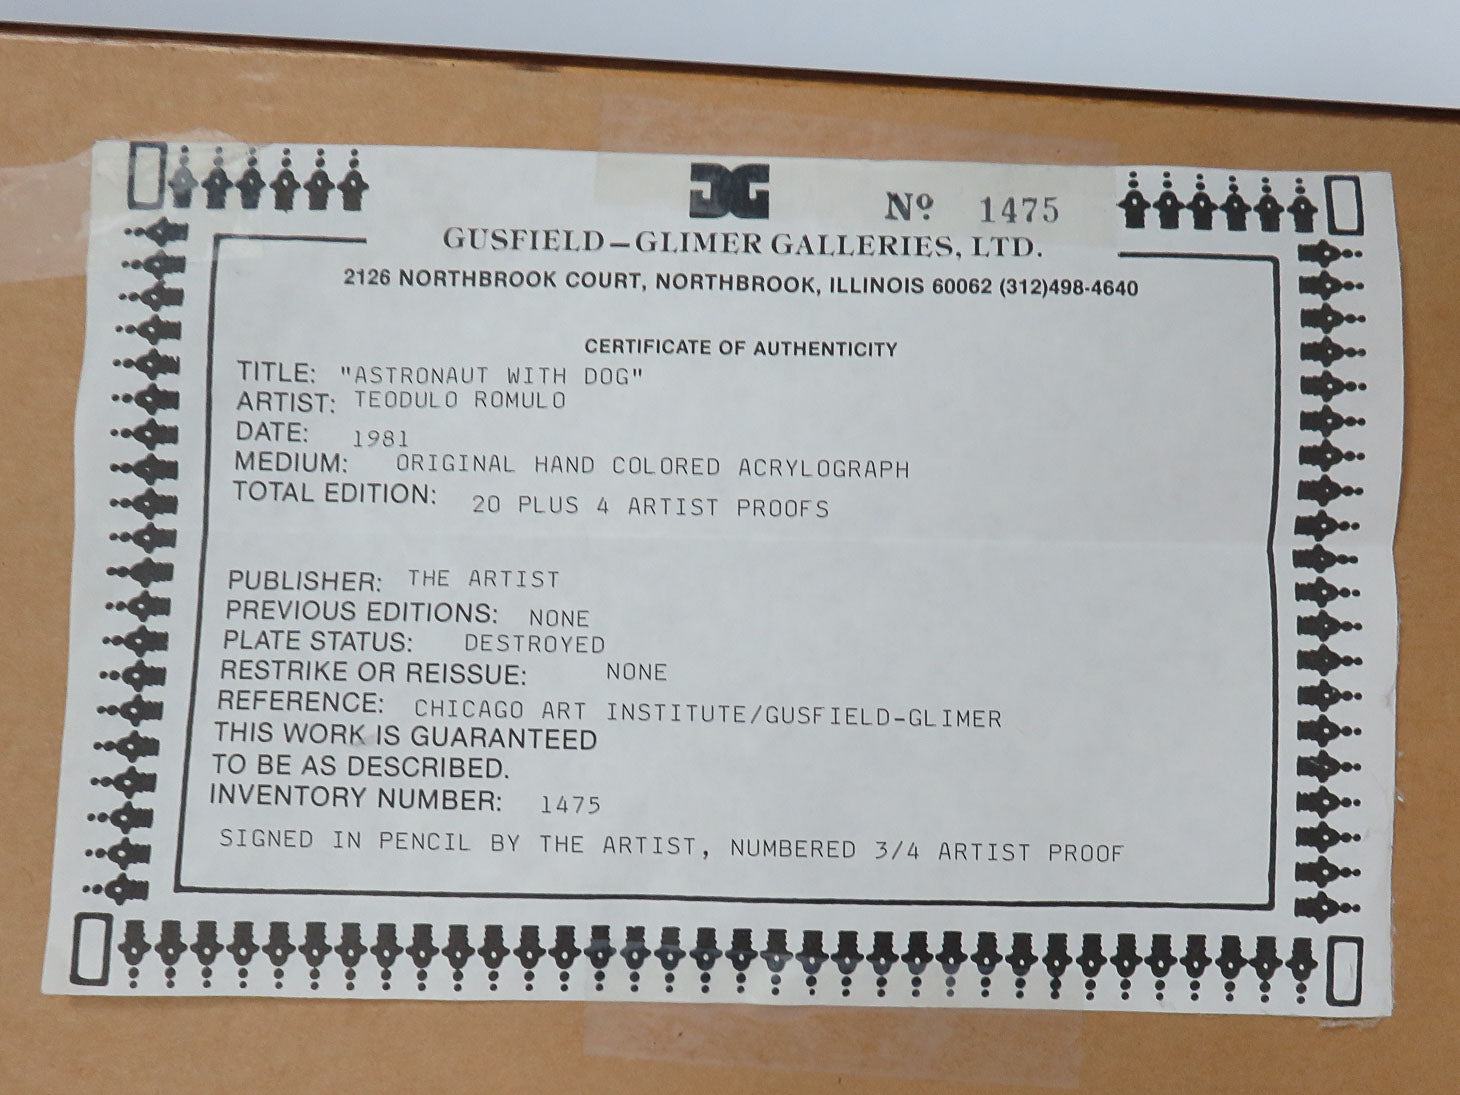 GG
Nº 1475
GUSFIELD–GLIMER GALLERIES, LTD.
2126 NORTHBROOK COURT, NORTHBROOK, ILLINOIS 60062 (312)498-4640
CERTIFICATE OF AUTHENTICITY
TITLE: "ASTRONAUT WITH DOG"
ARTIST: TEODULO ROMULO
DATE: 1981
MEDIUM: ORIGINAL HAND COLORED ACRYLOGRAPH
TOTAL EDITION: 20 PLUS 4 ARTIST PROOFS
PUBLISHER: THE ARTIST
PREVIOUS EDITIONS: NONE
PLATE STATUS: DESTROYED
RESTRIKE OR REISSUE: NONE
REFERENCE: CHICAGO ART INSTITUTE/GUSFIELD-GLIMER
THIS WORK IS GUARANTEED
TO BE AS DESCRIBED.
INVENTORY NUMBER: 1475
SIGNED IN PENCIL BY THE ARTIST, NUMBERED 3/4 ARTIST PROOF